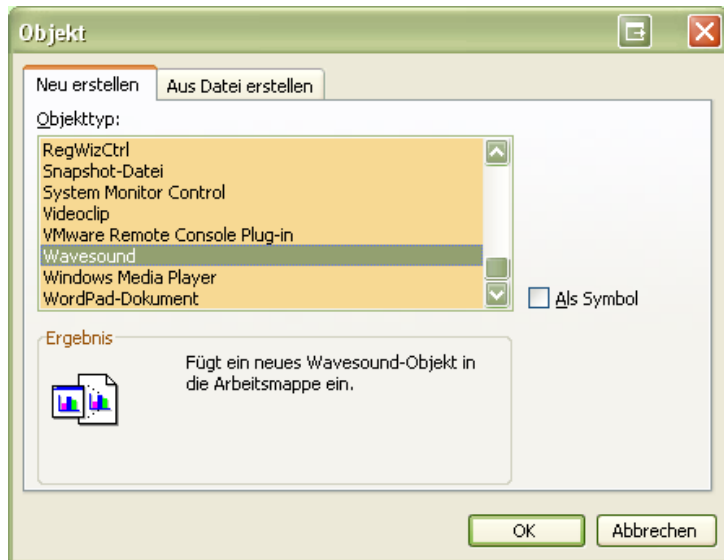 Objekt
Neu erstellen
Aus Datei erstellen
Objekttyp:
RegWizCtrl
Snapshot-Datei
System Monitor Control
Videoclip
VMware Remote Console Plug-in
Wavesound
Windows Media Player
WordPad-Dokument
Als Symbol
Ergebnis
Fügt ein neues Wavesound-Objekt in
die Arbeitsmappe ein.
OK
Abbrechen